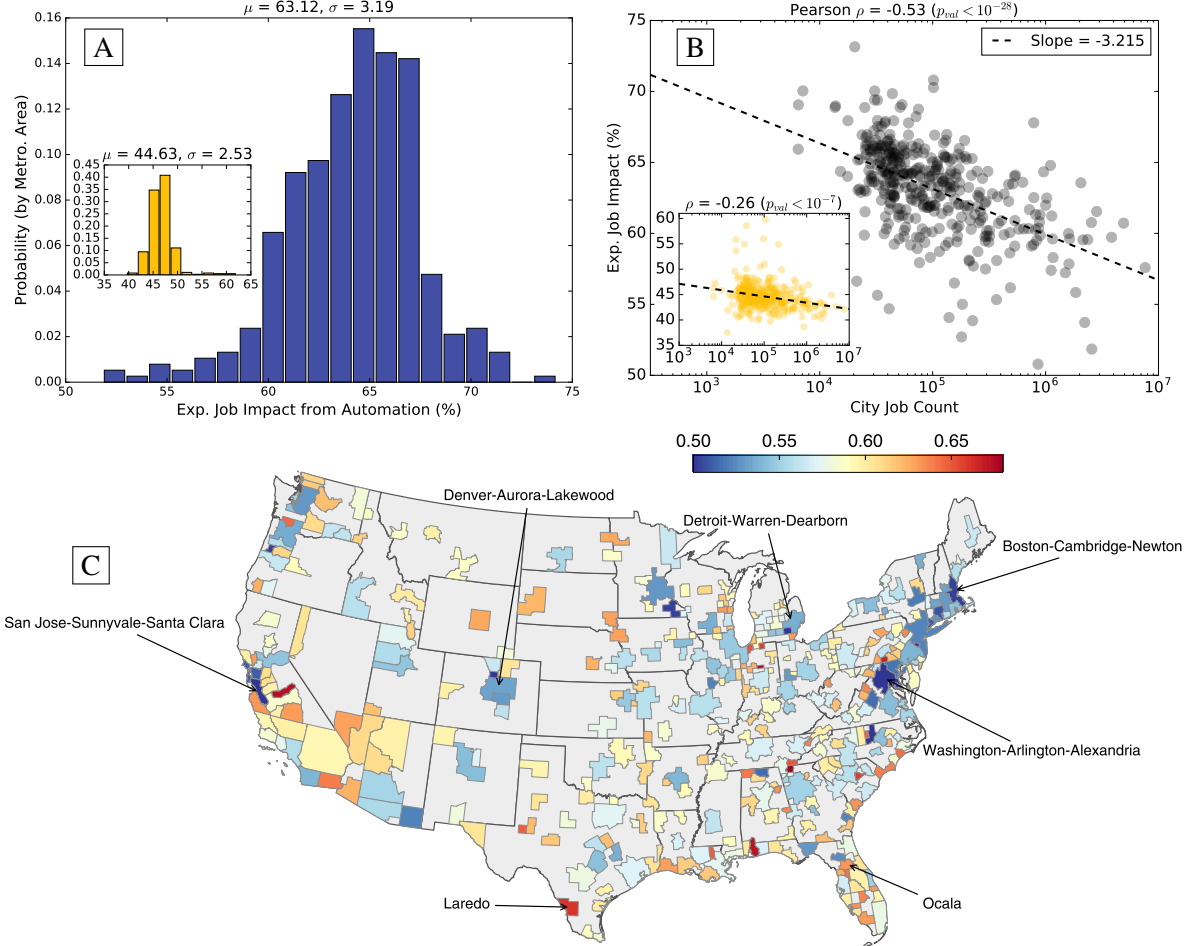 μ = 63.12, σ = 3.19
A
Probability (by Metro. Area)
0.16
0.14
0.12
0.10
0.08
0.06
0.04
0.02
0.00
50 55 60 65 70 75
Exp. Job Impact from Automation (%)
μ = 44.63, σ = 2.53
0.45
0.40
0.35
0.30
0.25
0.20
0.15
0.10
0.05
0.00
35 40 45 50 55 60 65
Pearson ρ = -0.53 (p_val < 10^-28)
B
Slope = -3.215
Exp. Job Impact (%)
75
70
65
60
55
50
10^3 10^4 10^5 10^6 10^7
City Job Count
ρ = -0.26 (p_val < 10^-7)
60
55
50
45
40
35
10^3 10^4 10^5 10^6 10^7
0.50 0.55 0.60 0.65
C
Denver-Aurora-Lakewood
Detroit-Warren-Dearborn
Boston-Cambridge-Newton
San Jose-Sunnyvale-Santa Clara
Washington-Arlington-Alexandria
Laredo
Ocala